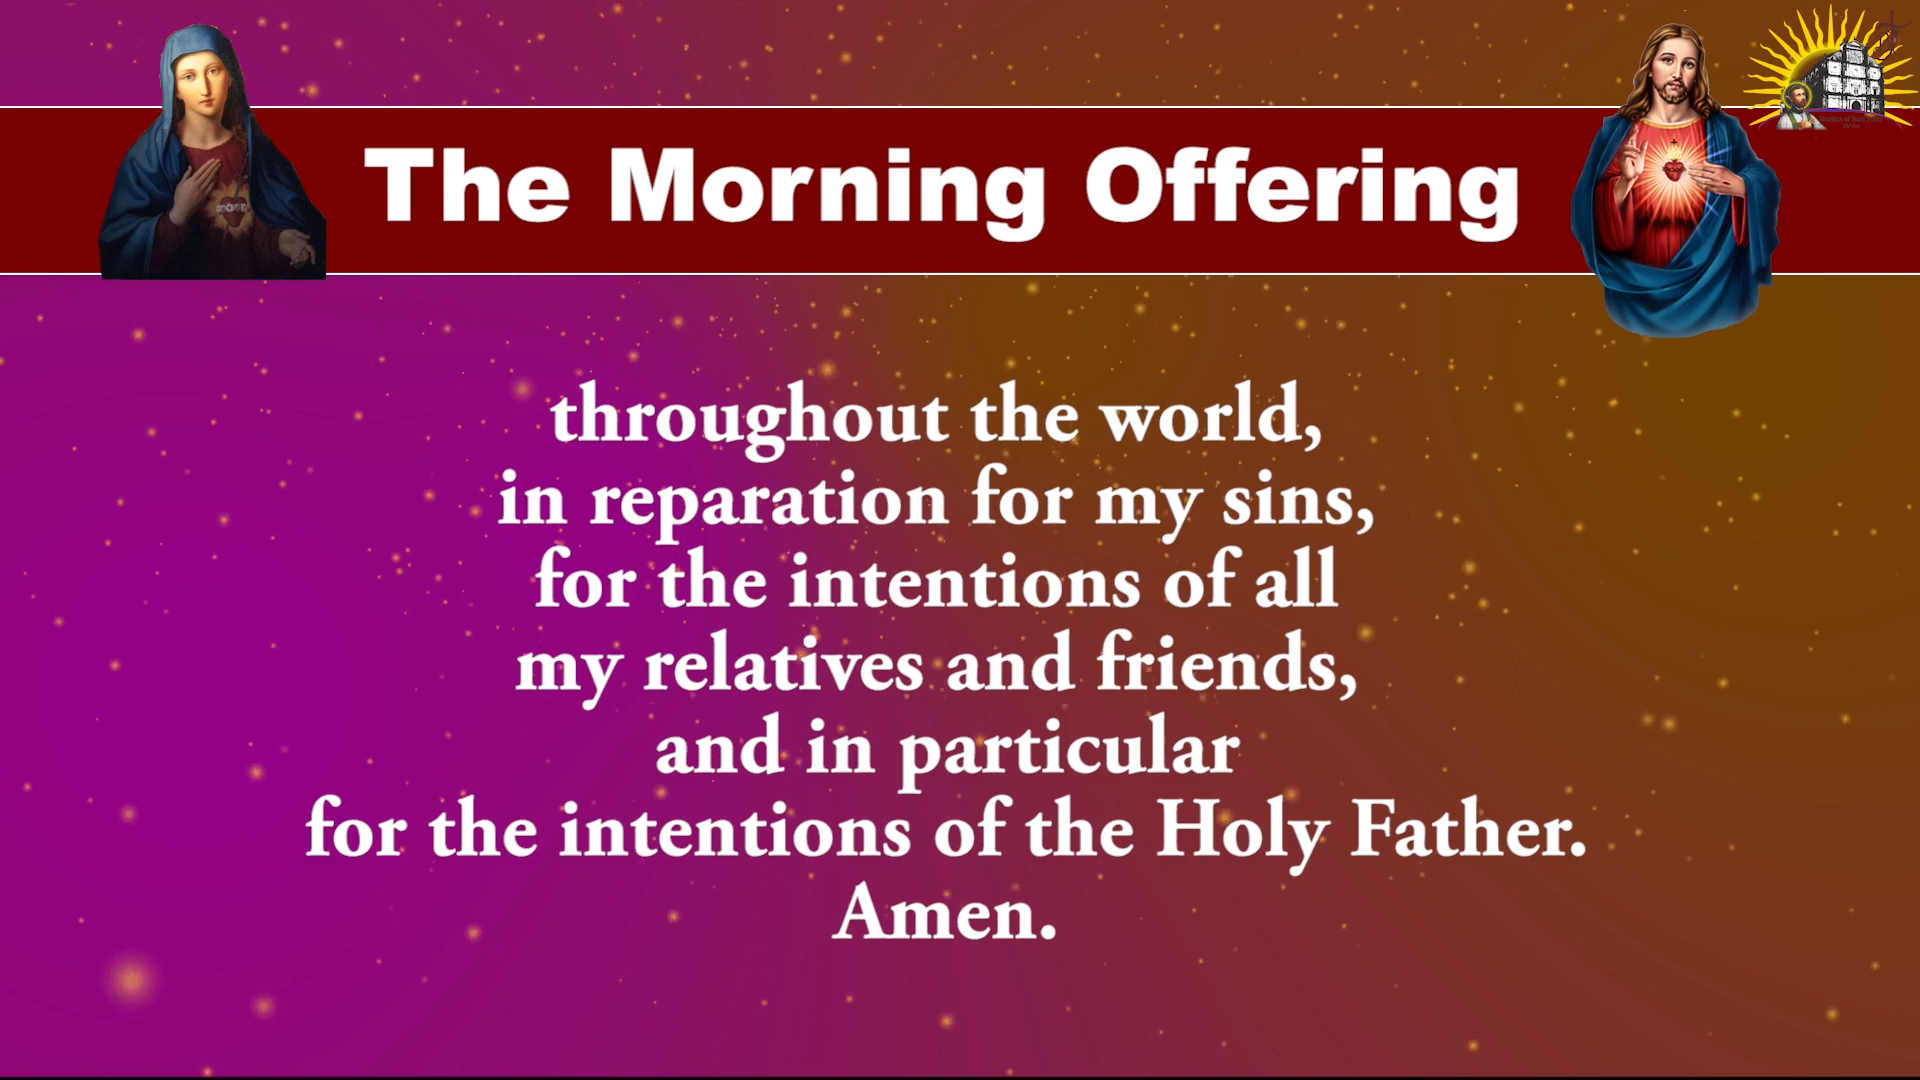 The Morning Offering
throughout the world,
in reparation for my sins,
for the intentions of all
my relatives and friends,
and in particular
for the intentions of the Holy Father.
Amen.